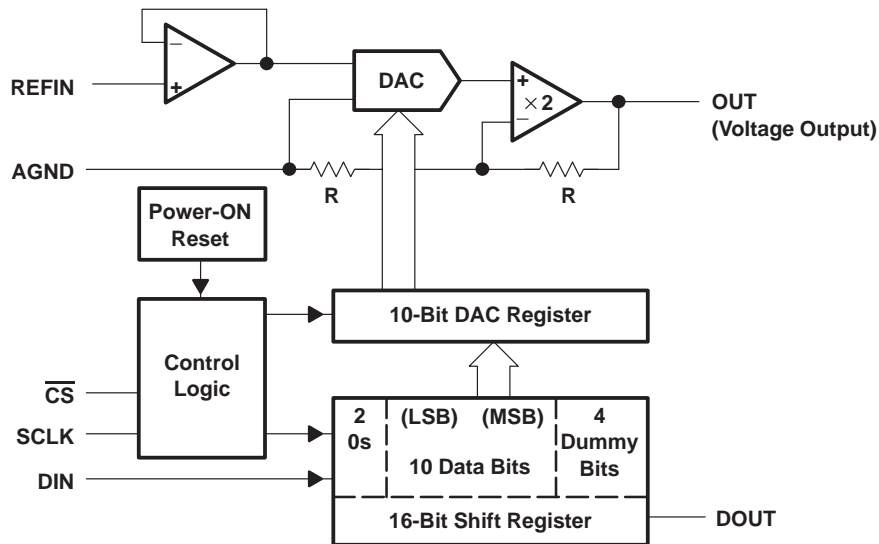 −
REFIN
+
DAC
+
× 2
−
OUT
(Voltage Output)
AGND
R
R
Power-ON
Reset
10-Bit DAC Register
Control
Logic
CS
SCLK
DIN
2
0s
(LSB) (MSB)
10 Data Bits
4
Dummy
Bits
16-Bit Shift Register
DOUT